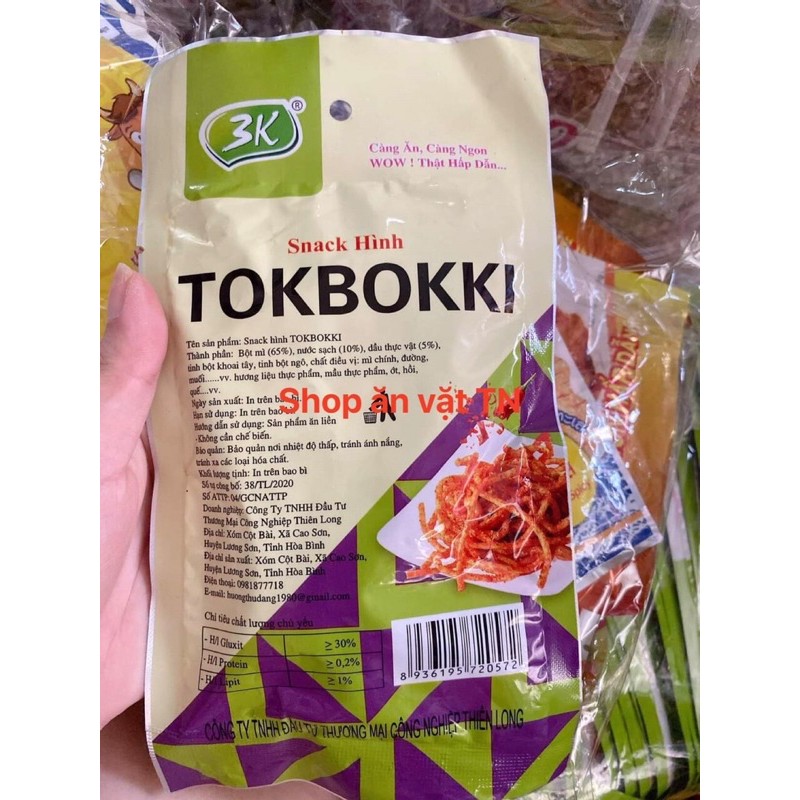 3K ®
Càng Ăn, Càng Ngon
WOW ! Thật Hấp Dẫn...
Snack Hình
TOKBOKKI
Tên sản phẩm: Snack hình TOKBOKKI
Thành phần: Bột mì (65%), nước sạch (10%), dầu thực vật (5%),
tinh bột khoai tây, tinh bột ngô, chất điều vị: mì chính, đường,
muối......vv. hương liệu thực phẩm, mầu thực phẩm, ớt, hồi,
quế....vv.
Ngày sản xuất: In trên bao bì
Shop ăn vặt TN
Hạn sử dụng: In trên bao
Hướng dẫn sử dụng: Sản phẩm ăn liền
-Không cần chế biến.
Bảo quản: Bảo quản nơi nhiệt độ thấp, tránh ánh nắng,
tránh xa các loại hóa chất.
Khối lượng tịnh: In trên bao bì
Số tự công bố: 38/TL/2020
Số ATTP: 04/GCNATTP
Doanh nghiệp: Công Ty TNHH Đầu Tư
Thương Mại Công Nghiệp Thiên Long
Địa chỉ: Xóm Cột Bài, Xã Cao Sơn,
Huyện Lương Sơn, Tỉnh Hòa Bình
Địa chỉ sản xuất: Xóm Cột Bài, Xã Cao Sơn,
Huyện Lương Sơn, Tỉnh Hòa Bình
Điện thoại: 0981877718
E-mail: huongthudang1980@gmail.com
Chỉ tiêu chất lượng chủ yếu
- H/l Gluxit ≥ 30%
- H/l Protein ≥ 0,2%
- H/l Lipit ≥ 1%
8 936195 720572
CÔNG TY TNHH ĐẦU TƯ THƯƠNG MẠI CÔNG NGHIỆP THIÊN LONG